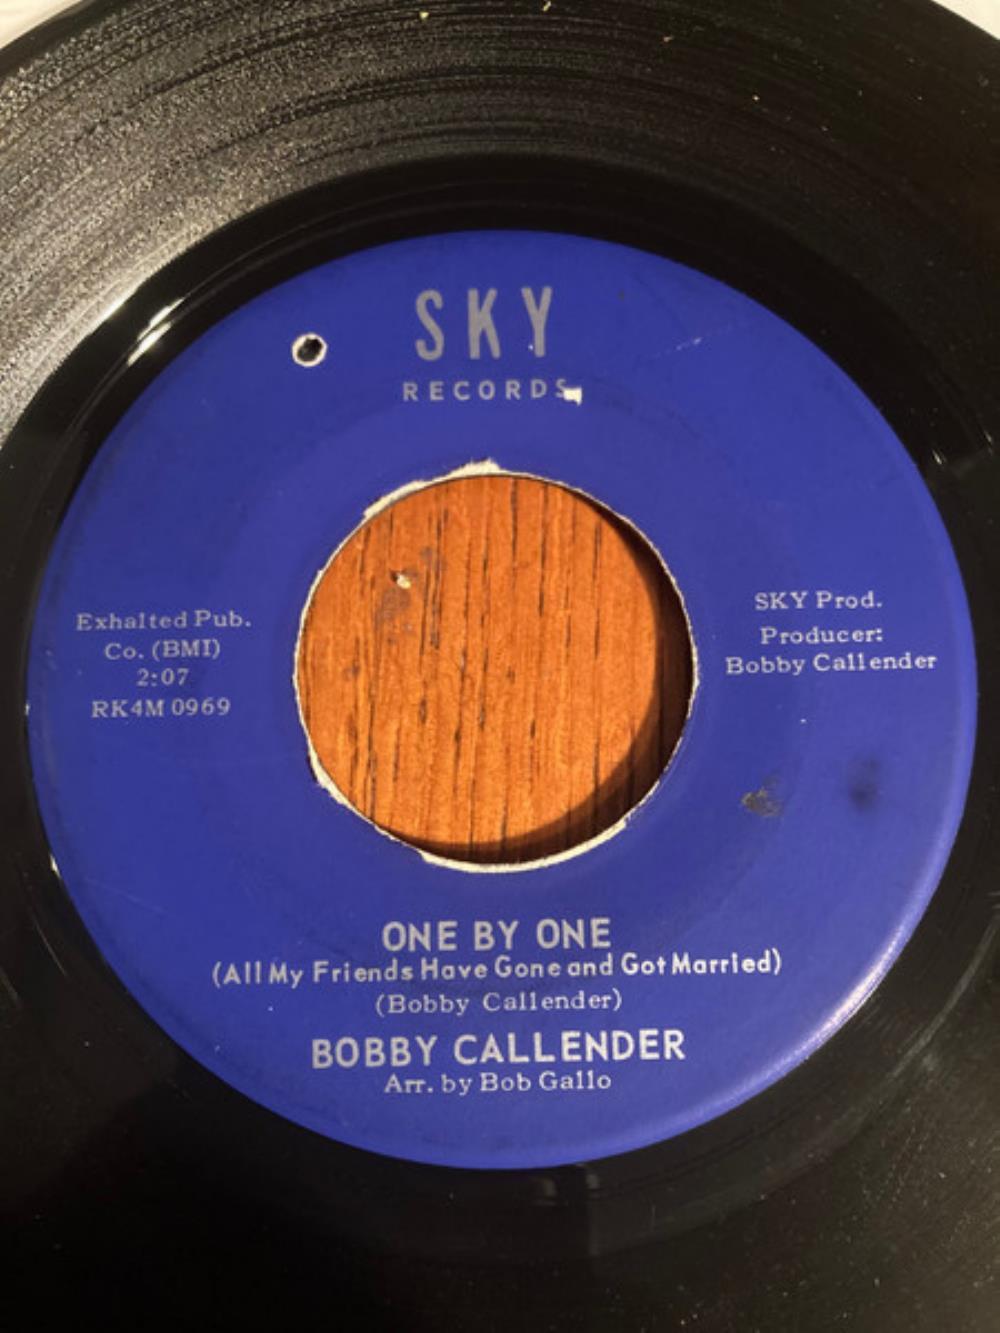 SKY
RECORDS
Exhalted Pub.
Co. (BMI)
2:07
RK4M 0969
SKY Prod.
Producer:
Bobby Callender
ONE BY ONE
(All My Friends Have Gone and Got Married)
(Bobby Callender)
BOBBY CALLENDER
Arr. by Bob Gallo